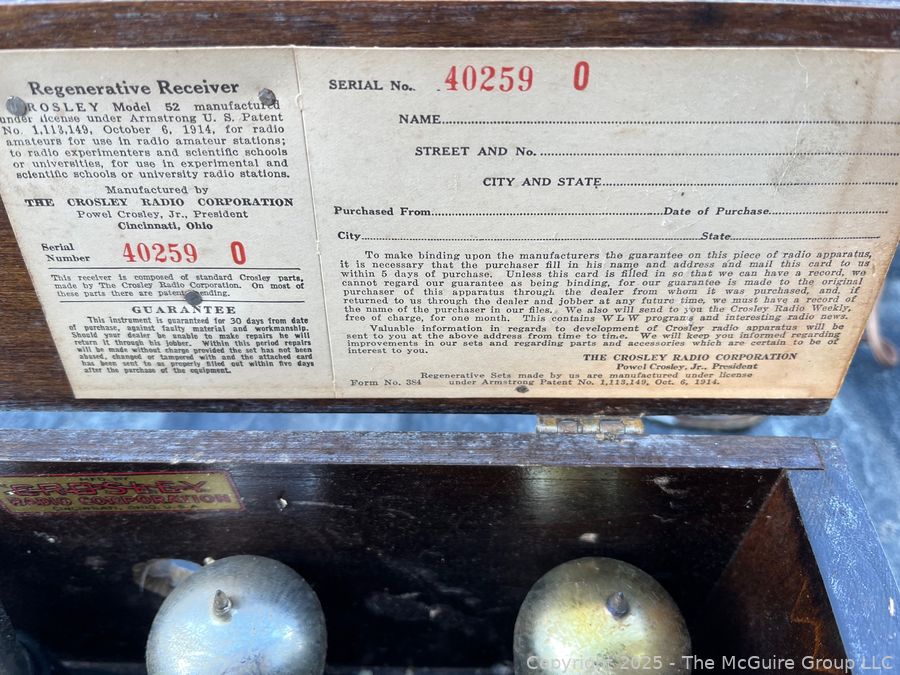 Regenerative Receiver
CROSLEY Model 52 manufactured
under license under Armstrong U. S. Patent
No. 1,113,149, October 6, 1914, for radio
amateurs for use in radio amateur stations;
to radio experimenters and scientific schools
or universities, for use in experimental and
scientific schools or university radio stations.
Manufactured by
THE CROSLEY RADIO CORPORATION
Powel Crosley, Jr., President
Cincinnati, Ohio
Serial
Number 40259 O
This receiver is composed of standard Crosley parts,
made by The Crosley Radio Corporation. On most of
these parts there are patents pending.
GUARANTEE
This instrument is guaranteed for 30 days from date
of purchase, against faulty material and workmanship.
Should your dealer be unable to make repairs he will
return it through his jobber. Within this period repairs
will be made without charge provided the set has not been
abused, changed or tampered with and the attached card
has been sent to us properly filled out within five days
after the purchase of the equipment.
SERIAL No. 40259 O
NAME
STREET AND No.
CITY AND STATE
Purchased From Date of Purchase
City State
To make binding upon the manufacturers the guarantee on this piece of radio apparatus,
it is necessary that the purchaser fill in his name and address and mail this card to us
within 5 days of purchase. Unless this card is filled in so that we can have a record, we
cannot regard our guarantee as being binding, for our guarantee is made to the original
purchaser of this apparatus through the dealer from whom it was purchased, and, if
returned to us through the dealer and jobber at any future time, we must have a record of
the name of the purchaser in our files. We also will send to you the Crosley Radio Weekly,
free of charge, for one month. This contains W L W programs and interesting radio news.
Valuable information in regards to development of Crosley radio apparatus will be
sent to you at the above address from time to time. We will keep you informed regarding
improvements in our sets and regarding parts and accessories which are certain to be of
interest to you.
THE CROSLEY RADIO CORPORATION
Powel Crosley, Jr., President
Regenerative Sets made by us are manufactured under license
Form No. 384 under Armstrong Patent No. 1,113,149, Oct. 6, 1914.
MFD BY
CROSLEY
RADIO CORPORATION
CINCINNATI, OHIO, U.S.A.
Copyright 2025 - The McGuire Group LLC